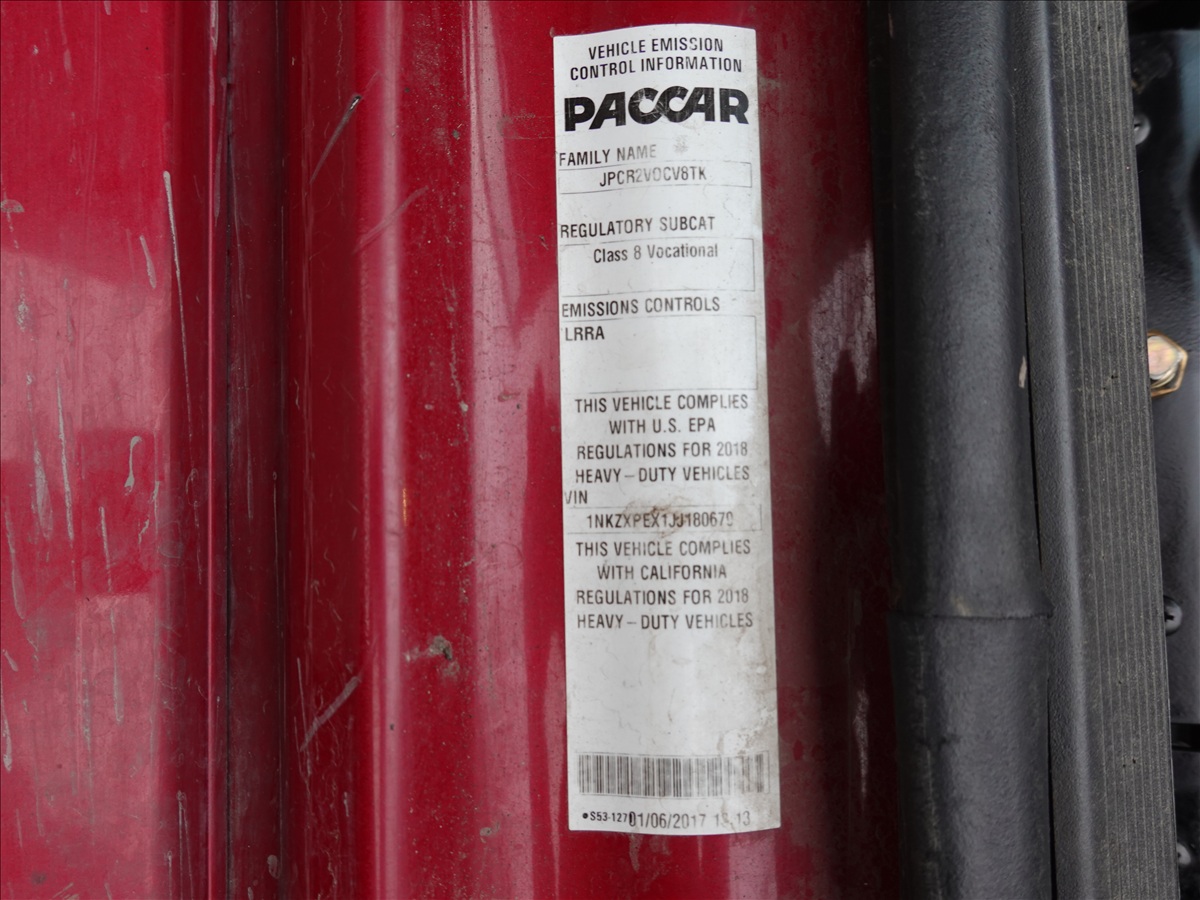 VEHICLE EMISSION
CONTROL INFORMATION
PACCAR
FAMILY NAME
JPCR2VOCV8TK
REGULATORY SUBCAT
Class 8 Vocational
EMISSIONS CONTROLS
LRRA
THIS VEHICLE COMPLIES
WITH U.S. EPA
REGULATIONS FOR 2018
HEAVY-DUTY VEHICLES
VIN
1NKZXPEX1JJ180670
THIS VEHICLE COMPLIES
WITH CALIFORNIA
REGULATIONS FOR 2018
HEAVY-DUTY VEHICLES
01/06/2017